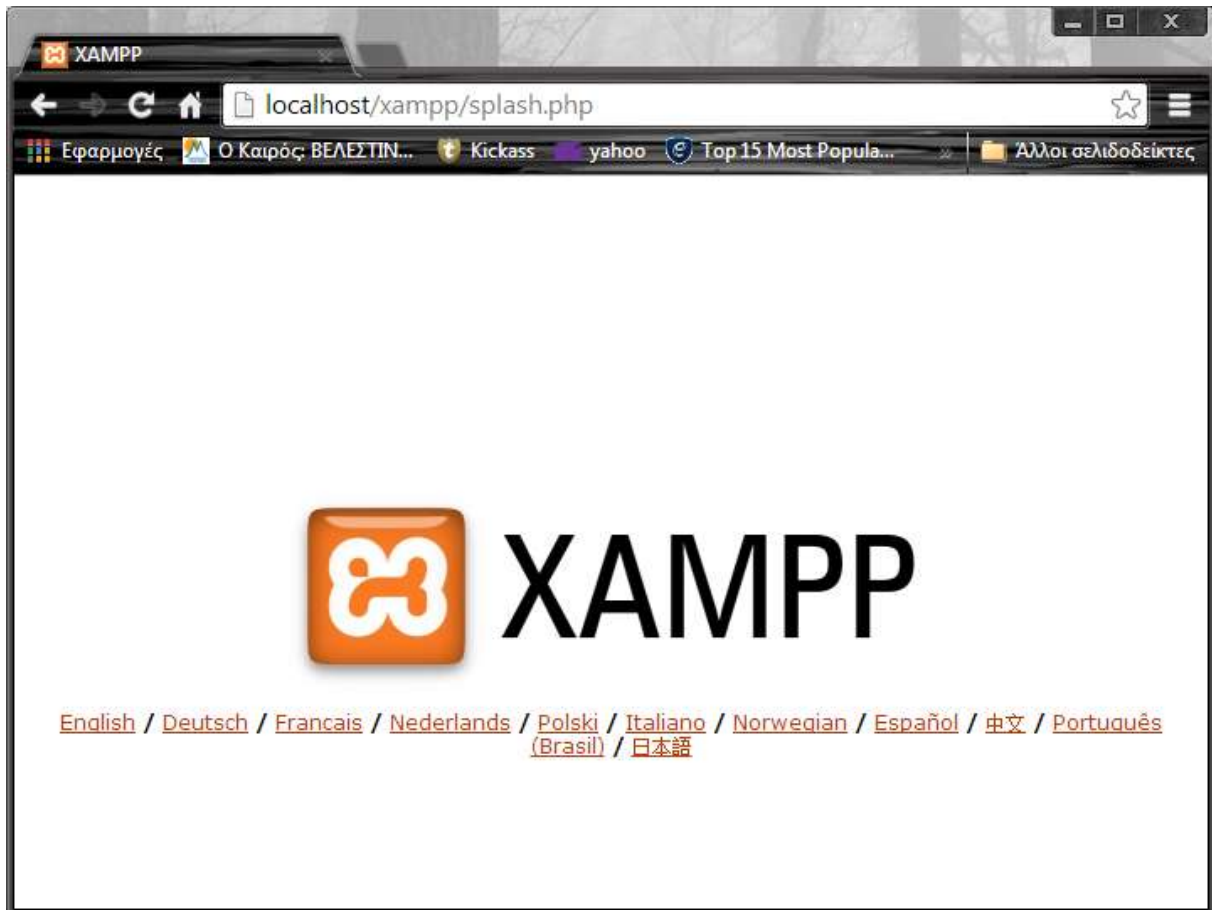 XAMPP
localhost/xampp/splash.php
Εφαρμογές Ο Καιρός: ΒΕΛΕΣΤΙΝ... Kickass yahoo Top 15 Most Popula... » Άλλοι σελιδοδείκτες
XAMPP
English / Deutsch / Francais / Nederlands / Polski / Italiano / Norwegian / Español / 中文 / Português
(Brasil) / 日本語